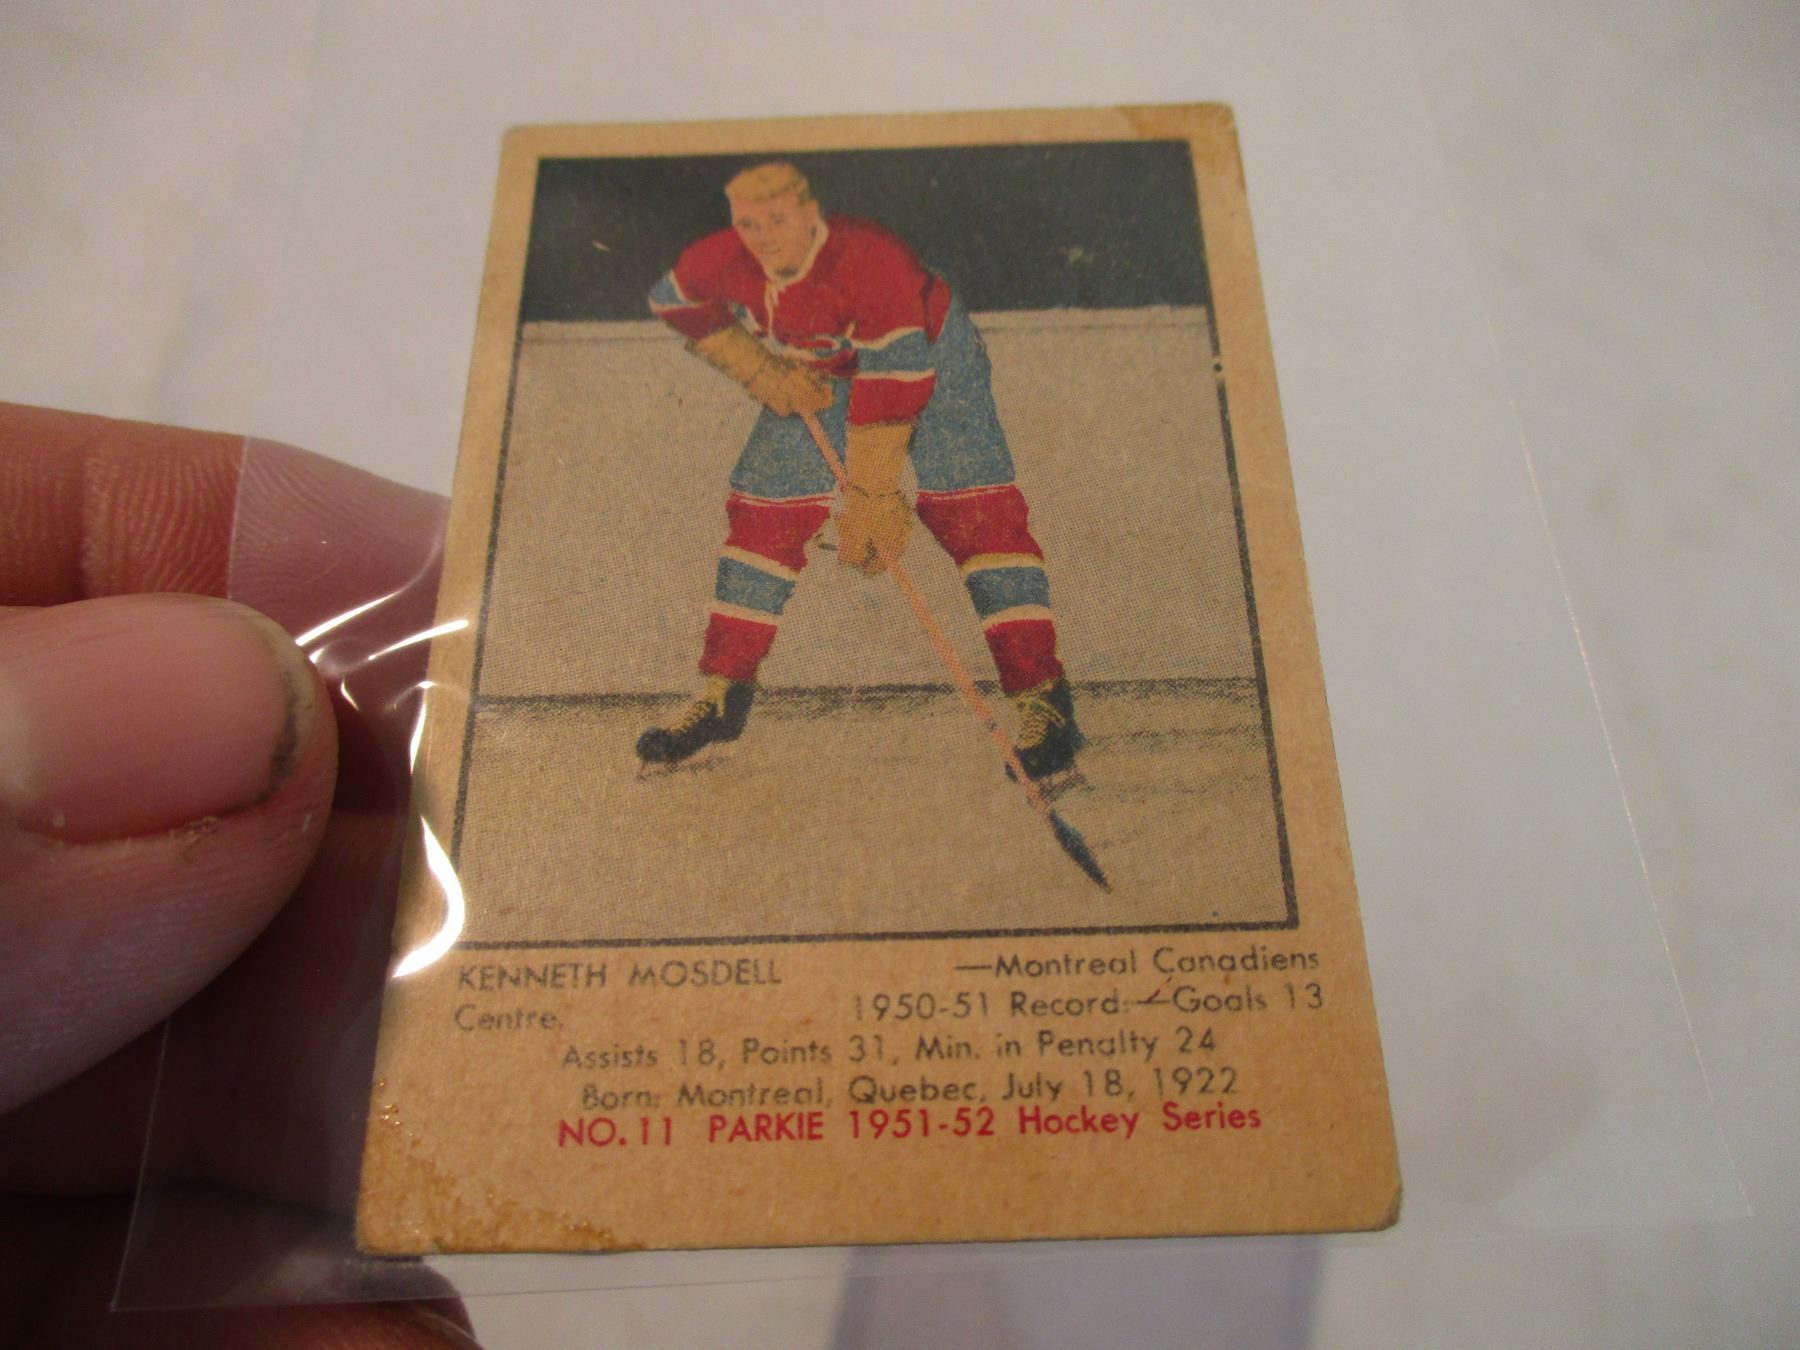 KENNETH MOSDELL —Montreal Canadiens
Centre. 1950-51 Record:—Goals 13
Assists 18, Points 31, Min. in Penalty 24
Born: Montreal, Quebec, July 18, 1922
NO. 11 PARKIE 1951-52 Hockey Series